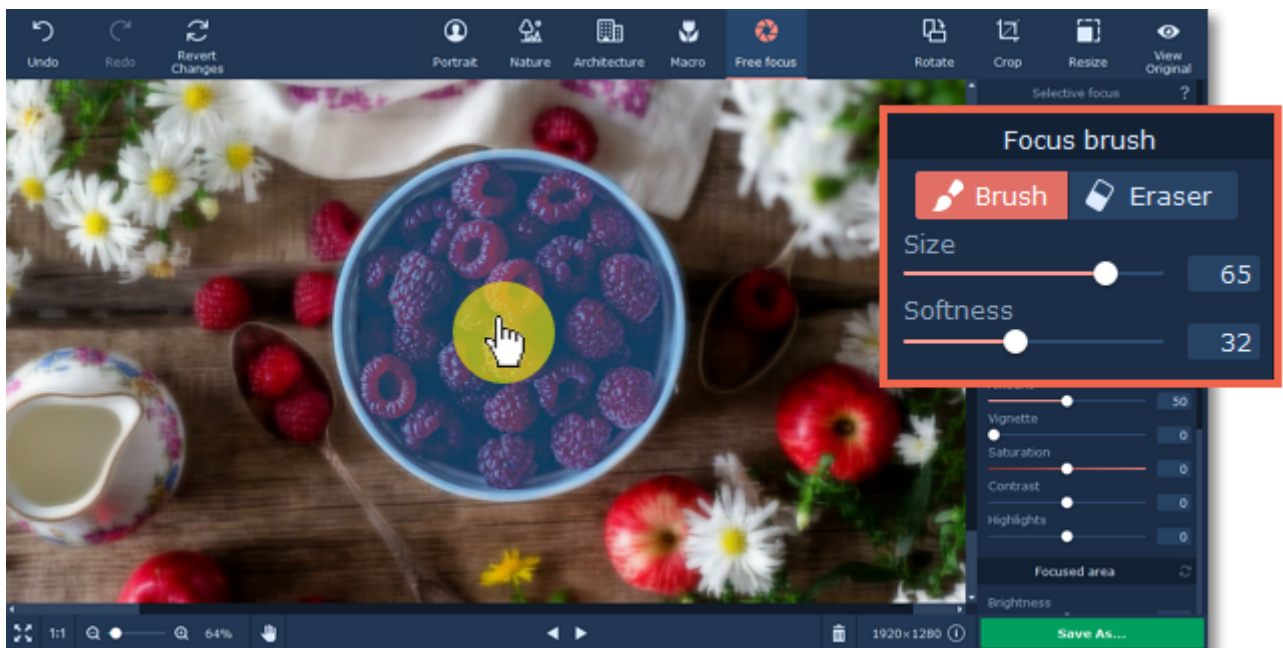 Undo
Redo
Revert
Changes
Portrait
Nature
Architecture
Macro
Free focus
Rotate
Crop
Resize
View
Original
Selective focus
?
Focus brush
Brush
Eraser
Size
65
Softness
32
50
Vignette
0
Saturation
0
Contrast
0
Highlights
0
Focused area
Brightness
1:1
64%
1920×1280
Save As...